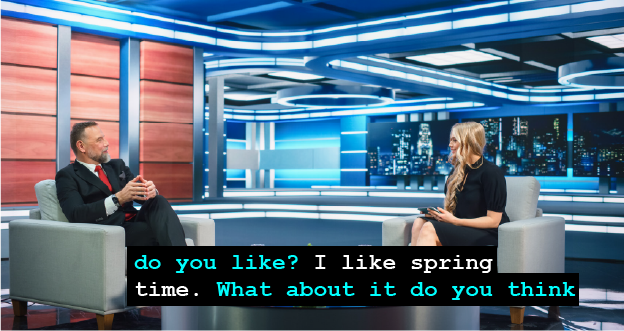 do you like? I like spring
time. What about it do you think